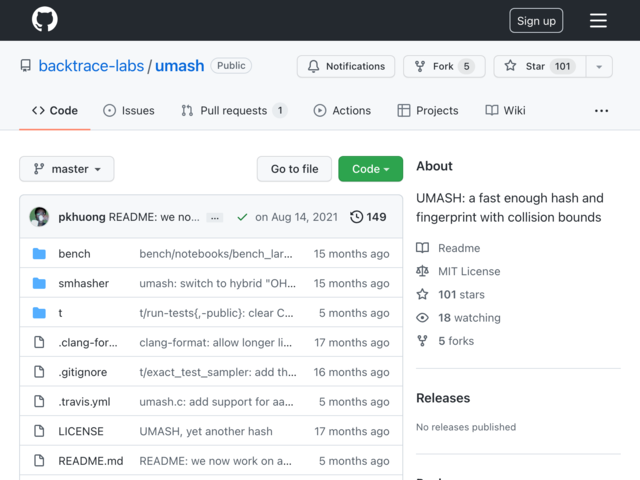 Sign up
backtrace-labs / umash Public
Notifications
Fork 5
Star 101
Code
Issues
Pull requests 1
Actions
Projects
Wiki
master
Go to file
Code
pkhuong README: we no... ... on Aug 14, 2021 149
bench bench/notebooks/bench_lar... 15 months ago
smhasher umash: switch to hybrid "OH... 15 months ago
t t/run-tests{,-public}: clear C... 5 months ago
.clang-for... clang-format: allow longer li... 17 months ago
.gitignore t/exact_test_sampler: add th... 16 months ago
.travis.yml umash.c: add support for aa... 5 months ago
LICENSE UMASH, yet another hash 17 months ago
README.md README: we now work on a... 5 months ago
About
UMASH: a fast enough hash and
fingerprint with collision bounds
Readme
MIT License
101 stars
18 watching
5 forks
Releases
No releases published